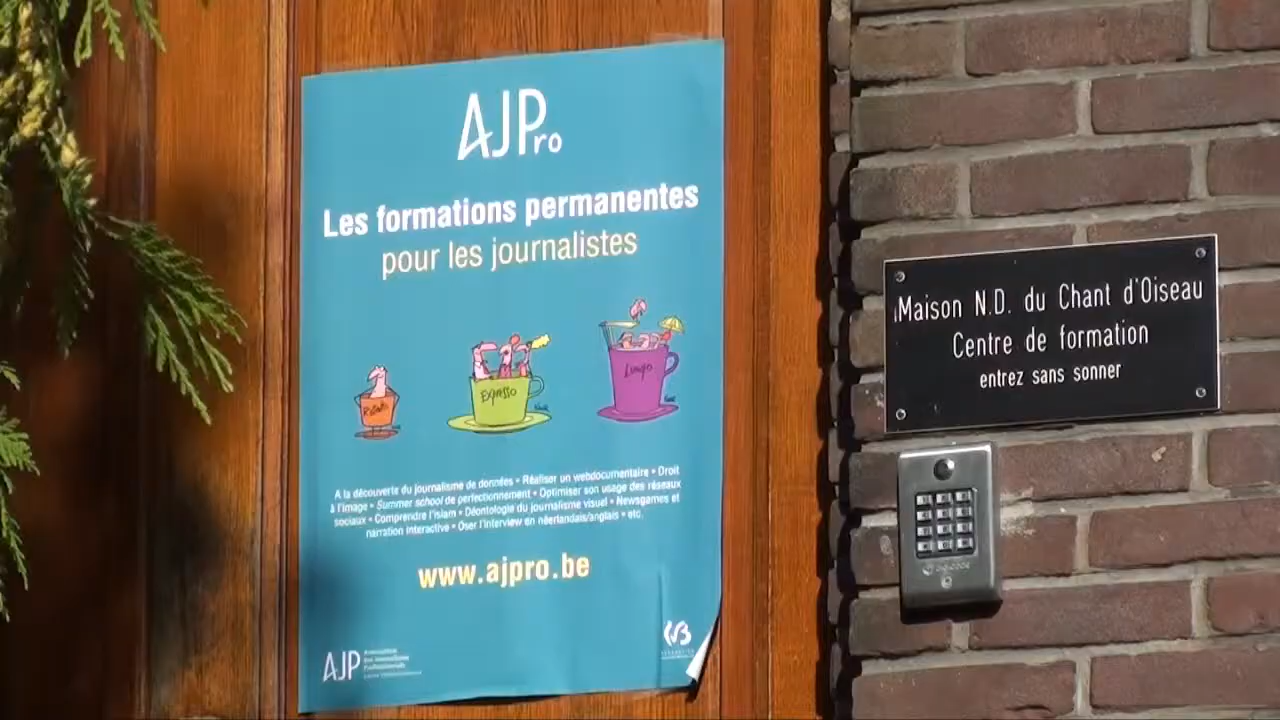 AJPro
Les formations permanentes
pour les journalistes
Expresso
Lungo
A la découverte du journalisme de données • Réaliser un webdocumentaire • Droit
à l'image • Summer school de perfectionnement • Optimiser son usage des réseaux
sociaux • Comprendre l'islam • Déontologie du journalisme visuel • Newsgames et
narration interactive • Oser l'interview en néerlandais/anglais • etc.
www.ajpro.be
AJP
Maison N.D. du Chant d'Oiseau
Centre de formation
entrez sans sonner